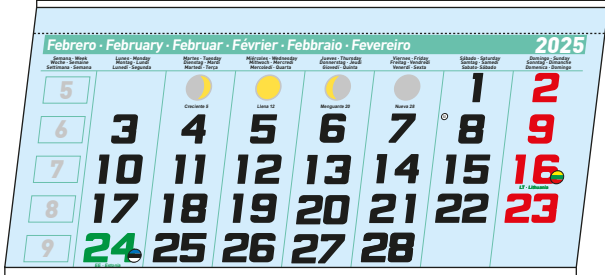 Febrero · February · Februar · Février · Febbraio · Fevereiro 2025
Semana · Week Lunes · Monday Martes · Tuesday Miércoles · Wednesday Jueves · Thursday Viernes · Friday Sábado · Saturday Domingo · Sunday
Woche · Semaine Montag · Lundi Dienstag · Mardi Mittwoch · Mercredi Donnerstag · Jeudi Freitag · Vendredi Samstag · Samedi Sonntag · Dimanche
Settimana · Semana Lunedì · Segunda Martedì · Terça Mercoledì · Quarta Giovedì · Quinta Venerdì · Sexta Sabato · Sábado Domenica · Domingo
5 1 2
Creciente 5 Llena 12 Menguante 20 Nueva 28
6 3 4 5 6 7 8 9
7 10 11 12 13 14 15 16
LT - Lithuania
8 17 18 19 20 21 22 23
9 24 25 26 27 28